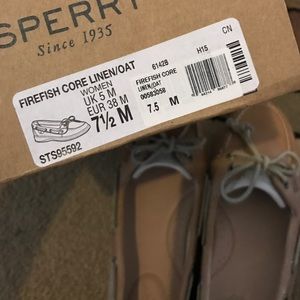 SPERRY
Since 1935
CN
FIREFISH CORE LINEN/OAT
WOMEN
UK 5 M
EUR 38 M
7½ M
STS95592
6142B
H15
FIREFISH CORE
LINEN/OAT
7.5 M